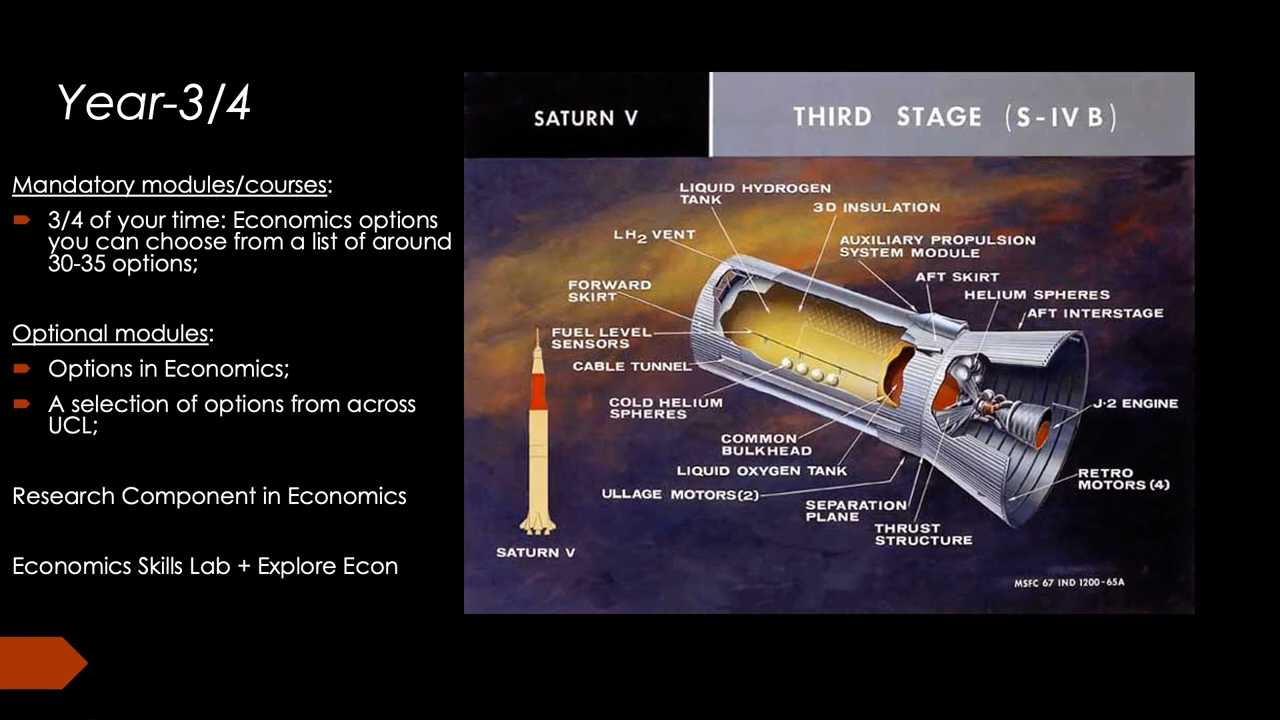 Year-3/4
Mandatory modules/courses:
3/4 of your time: Economics options
you can choose from a list of around
30-35 options;
Optional modules:
Options in Economics;
A selection of options from across
UCL;
Research Component in Economics
Economics Skills Lab + Explore Econ
SATURN V
THIRD STAGE (S-IV B)
LIQUID HYDROGEN
TANK
3D INSULATION
LH2 VENT
AUXILIARY PROPULSION
SYSTEM MODULE
AFT SKIRT
FORWARD
SKIRT
HELIUM SPHERES
AFT INTERSTAGE
FUEL LEVEL
SENSORS
CABLE TUNNEL
COLD HELIUM
SPHERES
J-2 ENGINE
COMMON
BULKHEAD
LIQUID OXYGEN TANK
RETRO
MOTORS (4)
ULLAGE MOTORS(2)
SEPARATION
PLANE
THRUST
STRUCTURE
SATURN V
MSFC 67 IND 1200-65A